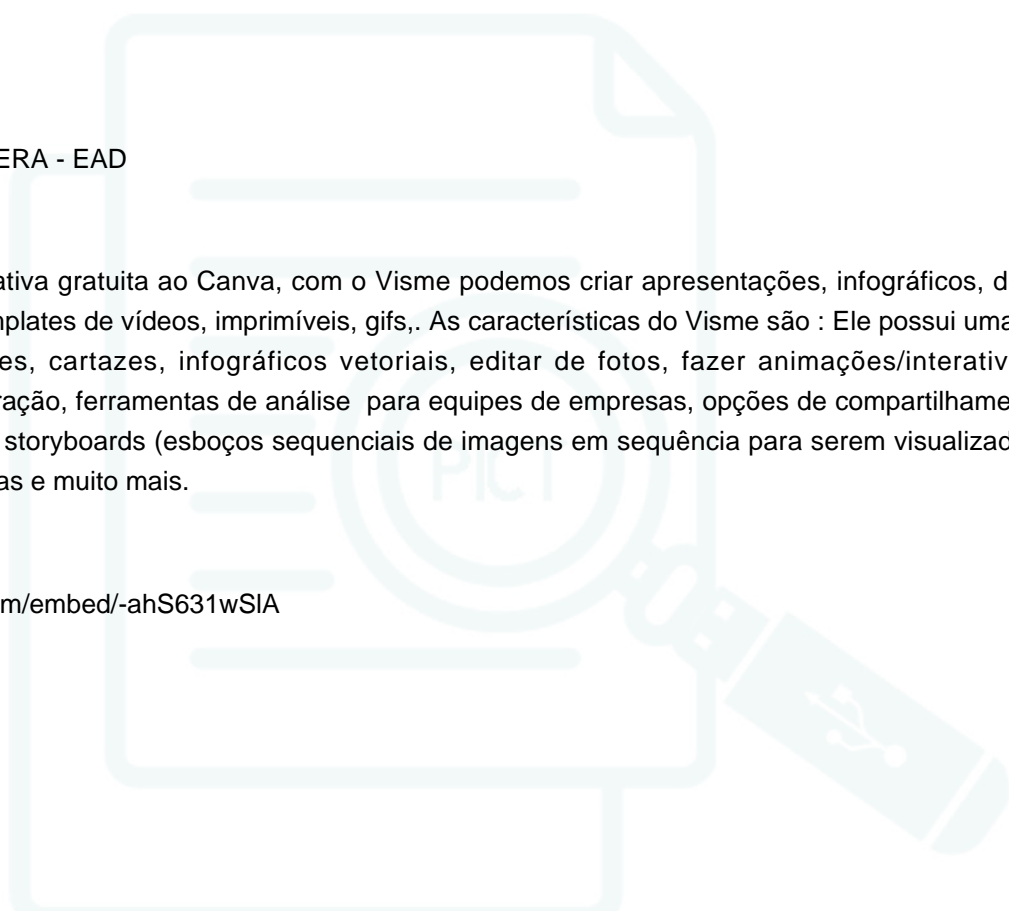 ERA - EAD
ativa gratuita ao Canva, com o Visme podemos criar apresentações, infográficos, d
nplates de vídeos, imprimíveis, gifs,. As características do Visme são : Ele possui uma
es, cartazes, infográficos vetoriais, editar de fotos, fazer animações/interativ
ração, ferramentas de análise para equipes de empresas, opções de compartilhame
storyboards (esboços sequenciais de imagens em sequência para serem visualizad
as e muito mais.
PICT
m/embed/-ahS631wSlA